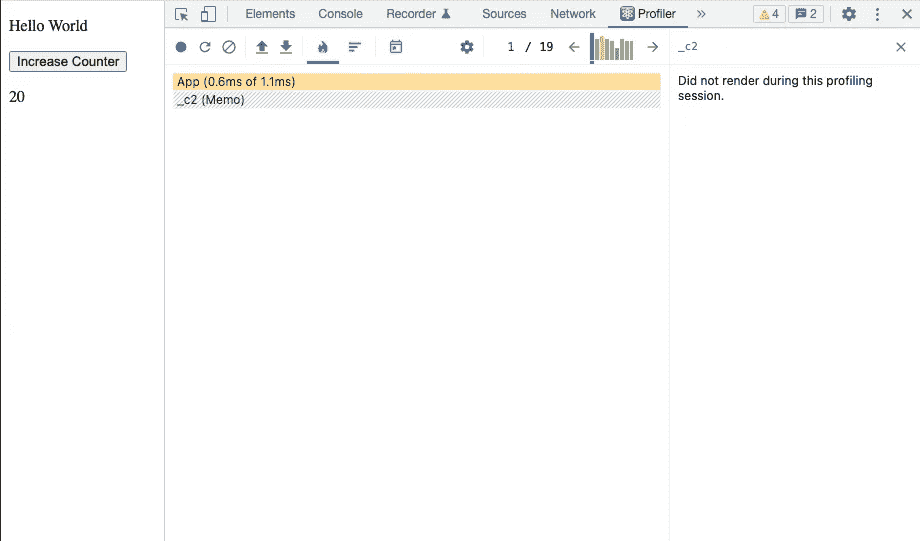 Hello World
Increase Counter
20
Elements Console Recorder Sources Network Profiler » 4 2
1 / 19 _c2
App (0.6ms of 1.1ms)
_c2 (Memo)
Did not render during this profiling
session.